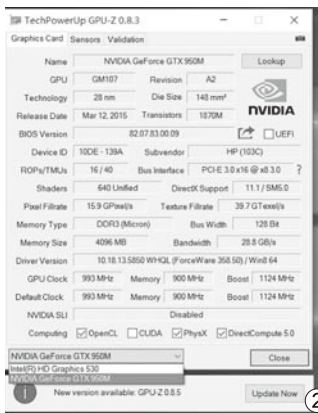 TechPowerUp GPU-Z 0.8.3
Graphics Card Sensors Validation
Name NVIDIA GeForce GTX 950M Lookup
GPU GM107 Revision A2
Technology 28 nm Die Size 148 mm²
Release Date Mar 12, 2015 Transistors 1870M
NVIDIA
BIOS Version 82.07.83.00.09 UEFI
Device ID 10DE - 139A Subvendor HP (103C)
ROPs/TMUs 16 / 40 Bus Interface PCI-E 3.0 x16 @ x8 3.0 ?
Shaders 640 Unified DirectX Support 11.1 / SM5.0
Pixel Fillrate 15.9 GPixel/s Texture Fillrate 39.7 GTexel/s
Memory Type DDR3 (Micron) Bus Width 128 Bit
Memory Size 4096 MB Bandwidth 28.8 GB/s
Driver Version 10.18.13.5850 WHQL (ForceWare 358.50) / Win8 64
GPU Clock 993 MHz Memory 900 MHz Boost 1124 MHz
Default Clock 993 MHz Memory 900 MHz Boost 1124 MHz
NVIDIA SLI Disabled
Computing OpenCL CUDA PhysX DirectCompute 5.0
NVIDIA GeForce GTX 950M Close
Intel(R) HD Graphics 530
NVIDIA GeForce GTX 950M
New version available: GPU-Z 0.8.5 Update Now
2